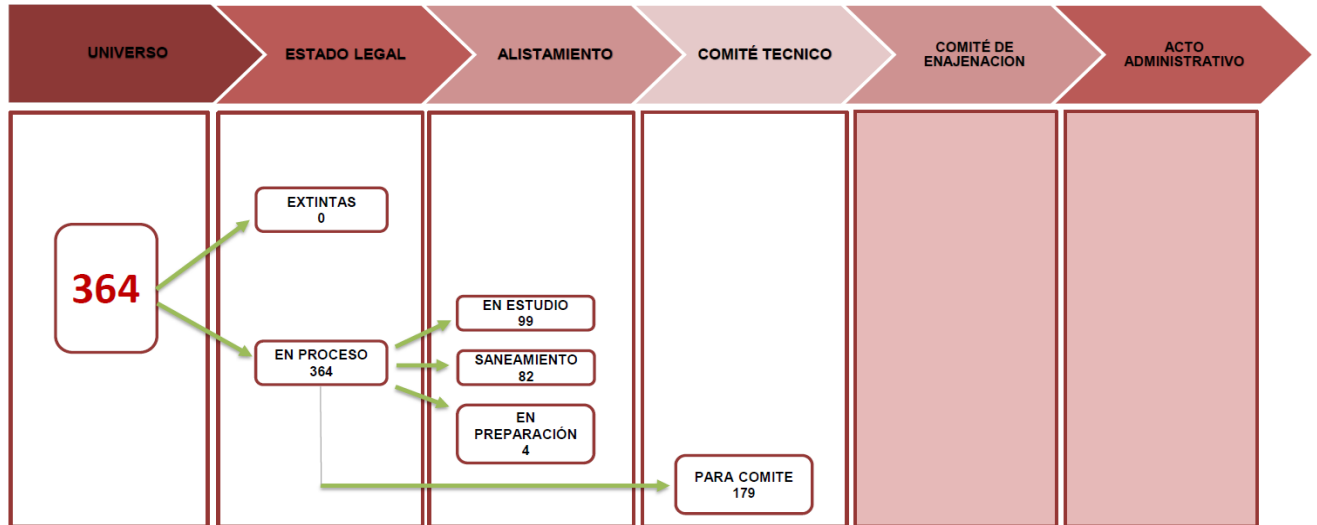 UNIVERSO
ESTADO LEGAL
ALISTAMIENTO
COMITÉ TECNICO
COMITÉ DE
ENAJENACION
ACTO
ADMINISTRATIVO
364
EXTINTAS
0
EN PROCESO
364
EN ESTUDIO
99
SANEAMIENTO
82
EN
PREPARACIÓN
4
PARA COMITE
179